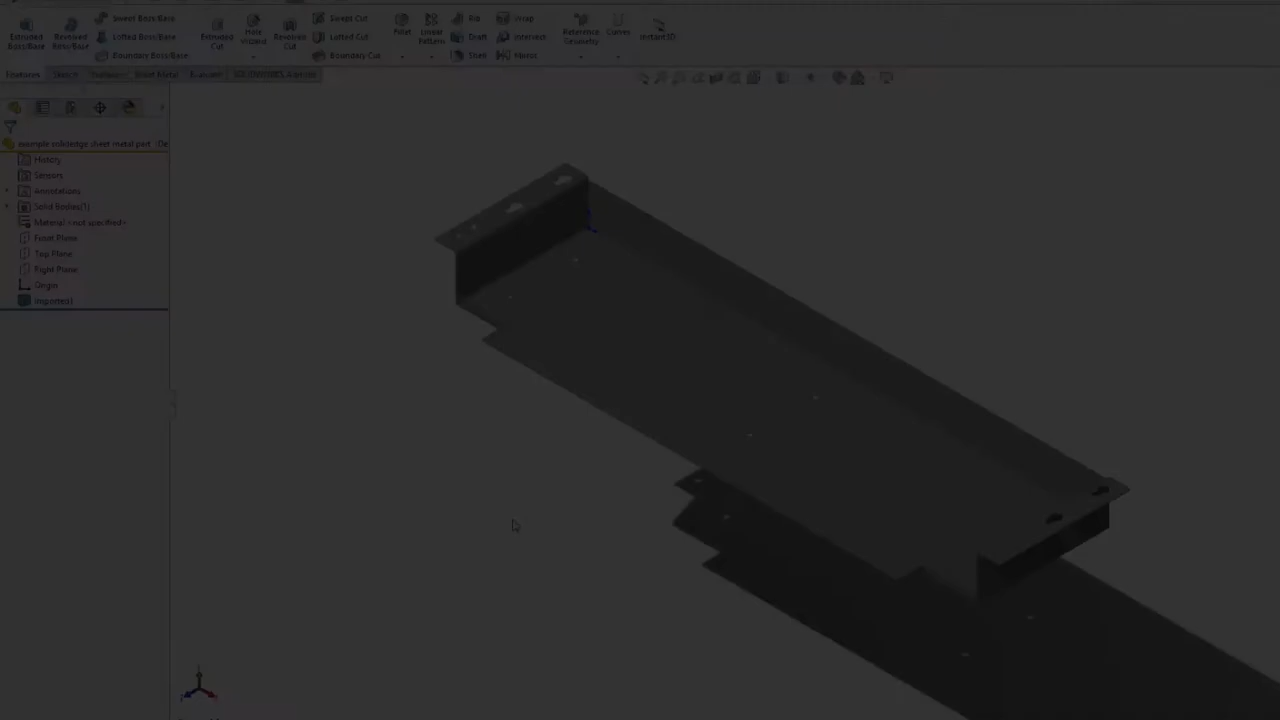 Swept Boss/Base
Swept Cut
Rib
Wrap
Extruded Boss/Base
Revolved Boss/Base
Lofted Boss/Base
Extruded Cut
Hole Wizard
Revolved Cut
Lofted Cut
Fillet
Linear Pattern
Draft
Intersect
Reference Geometry
Curves
Instant3D
Boundary Boss/Base
Boundary Cut
Shell
Mirror
Features
Sketch
Surfaces
Sheet Metal
Evaluate
SOLIDWORKS Add-Ins
example solidedge sheet metal part (De
History
Sensors
Annotations
Solid Bodies(1)
Material <not specified>
Front Plane
Top Plane
Right Plane
Origin
Imported1